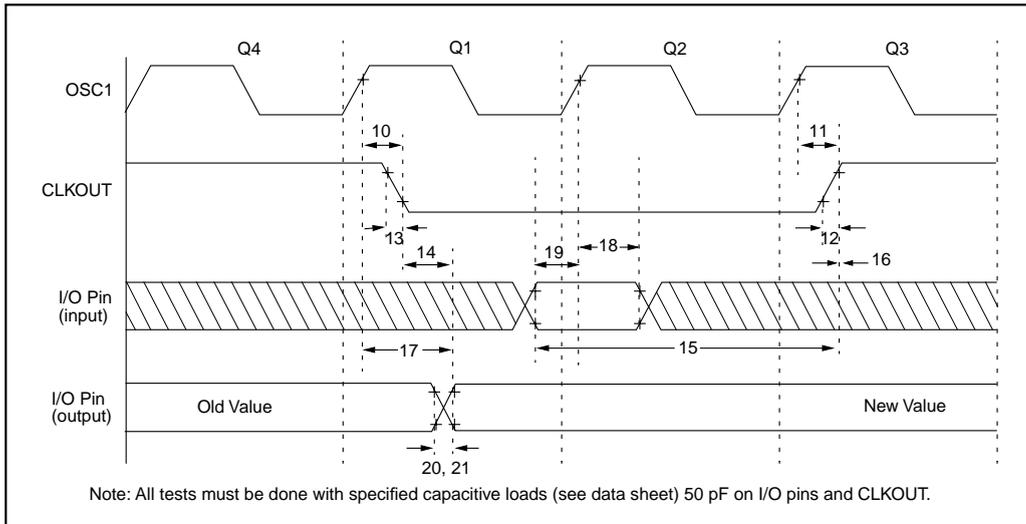 Q4 Q1 Q2 Q3
OSC1
10 11
CLKOUT
13 12
14 19 18 16
I/O Pin
(input)
17 15
I/O Pin
(output)
Old Value New Value
20, 21
Note: All tests must be done with specified capacitive loads (see data sheet) 50 pF on I/O pins and CLKOUT.